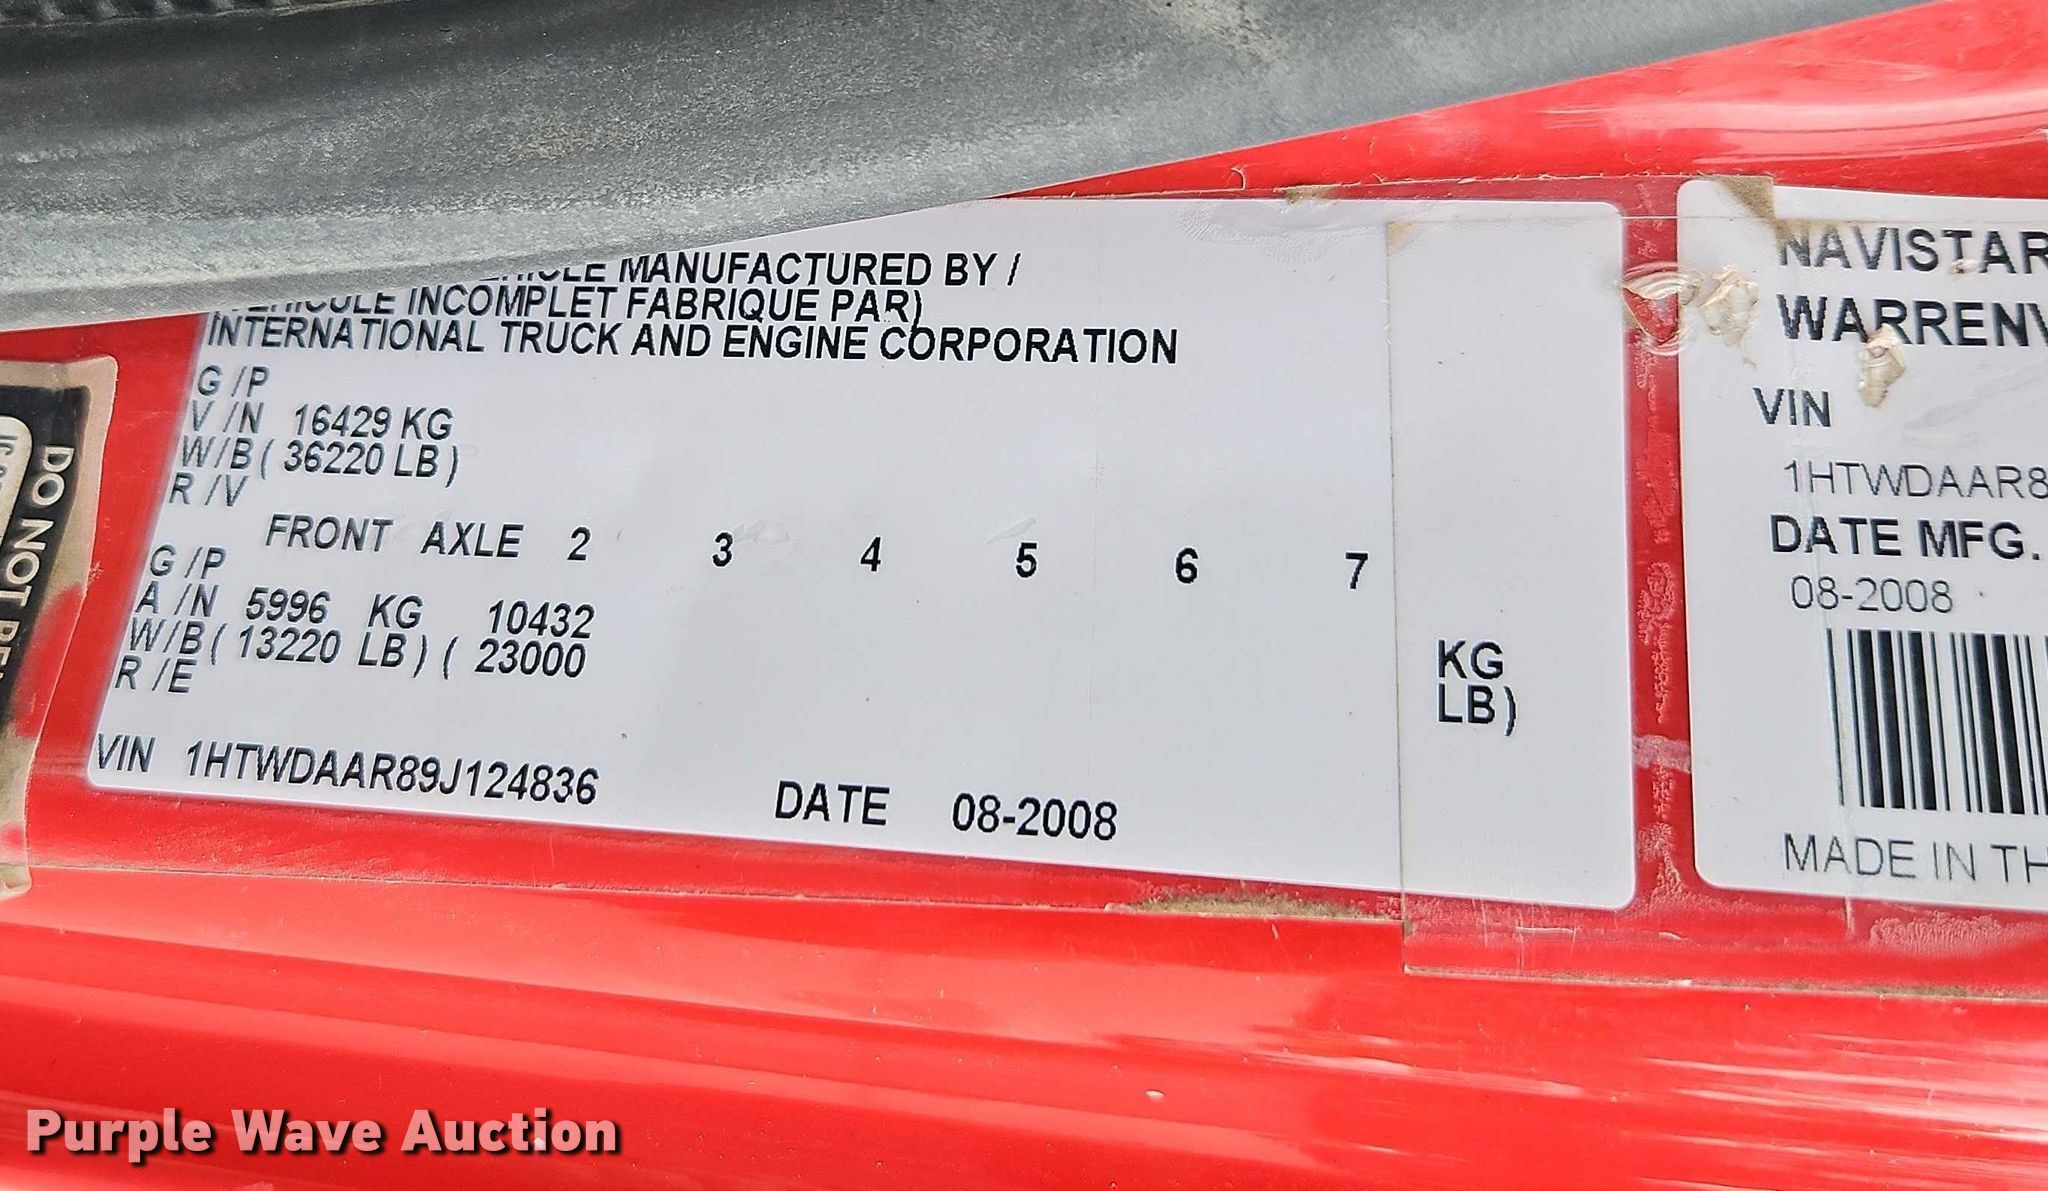 MANUFACTURED BY /
VEHICULE INCOMPLET FABRIQUE PAR)
INTERNATIONAL TRUCK AND ENGINE CORPORATION
G /P
V /N 16429 KG
W/B ( 36220 LB )
R /V
FRONT AXLE 2 3 4 5 6 7
G /P
A /N 5996 KG 10432 KG
W/B ( 13220 LB ) ( 23000 LB )
R /E
VIN 1HTWDAAR89J124836 DATE 08-2008
NAVISTAR
WARRENV
VIN
1HTWDAAR8
DATE MFG.
08-2008
MADE IN TH
DO NOT
Purple Wave Auction